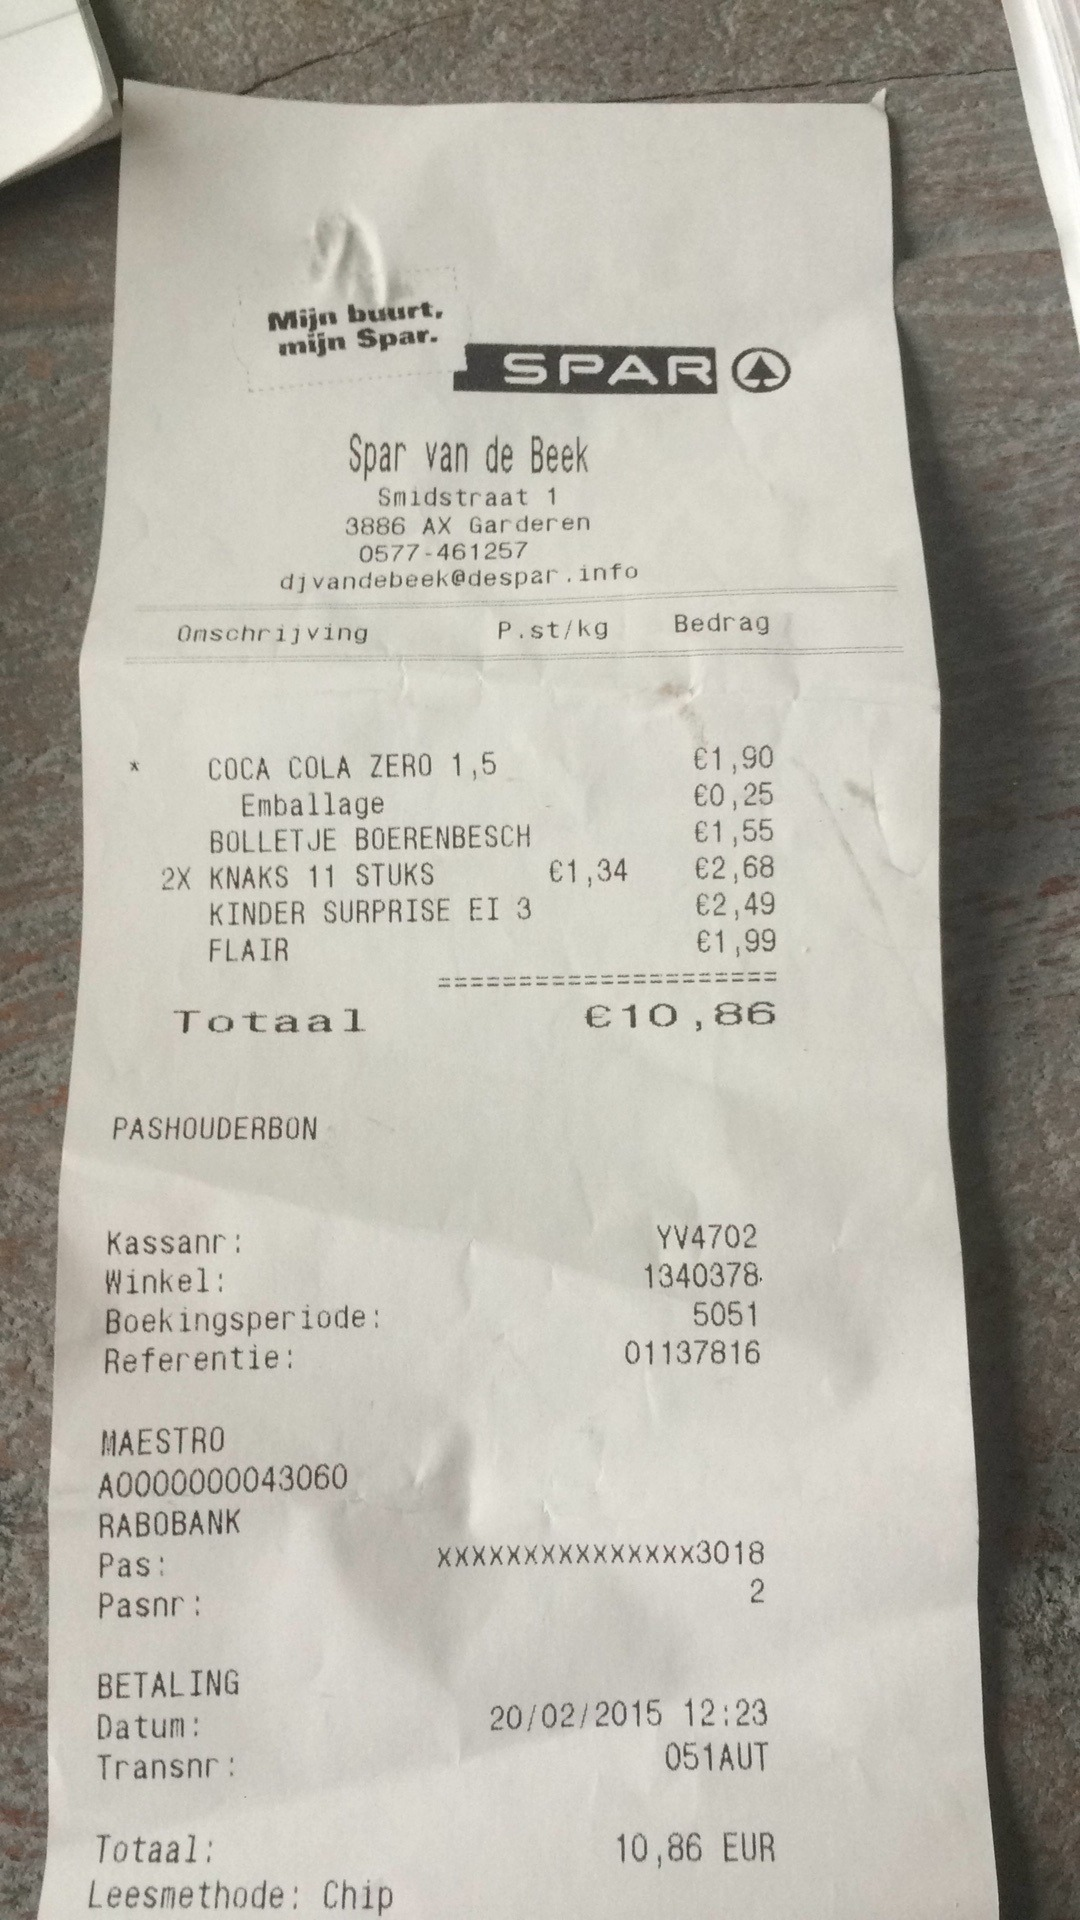 Mijn buurt,
mijn Spar.
SPAR
Spar van de Beek
Smidstraat 1
3886 AX Garderen
0577-461257
djvandebeek@despar.info
Omschrijving P.st/kg Bedrag
* COCA COLA ZERO 1,5 €1,90
Emballage €0,25
BOLLETJE BOERENBESCH €1,55
2X KNAKS 11 STUKS €1,34 €2,68
KINDER SURPRISE EI 3 €2,49
FLAIR €1,99
=====================
Totaal €10,86
PASHOUDERBON
Kassanr: YV4702
Winkel: 1340378
Boekingsperiode: 5051
Referentie: 01137816
MAESTRO
A0000000043060
RABOBANK
Pas: XXXXXXXXXXXXXXX3018
Pasnr: 2
BETALING
Datum: 20/02/2015 12:23
Transnr: 051AUT
Totaal: 10,86 EUR
Leesmethode: Chip